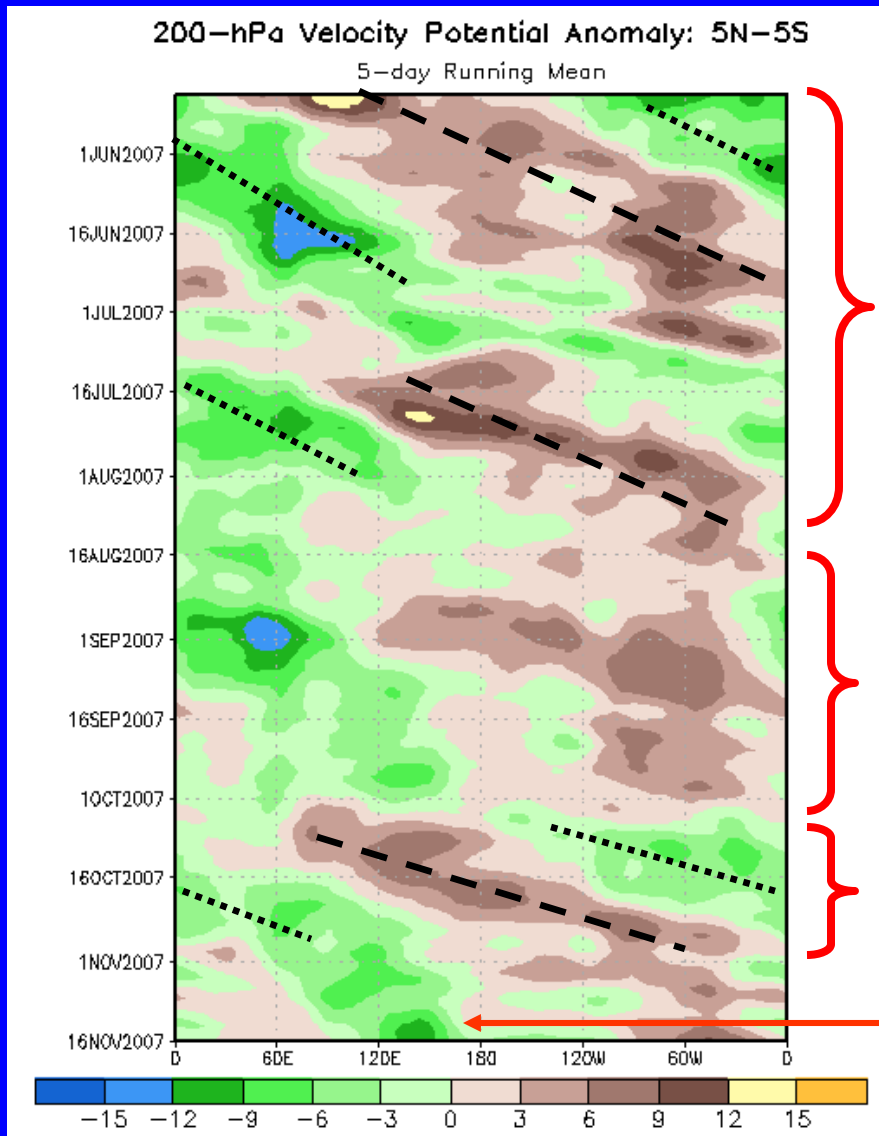 200-hPa Velocity Potential Anomaly: 5N-5S
5-day Running Mean
1JUN2007
16JUN2007
1JUL2007
16JUL2007
1AUG2007
16AUG2007
1SEP2007
16SEP2007
1OCT2007
16OCT2007
1NOV2007
16NOV2007
0 60E 120E 180 120W 60W 0
-15 -12 -9 -6 -3 0 3 6 9 12 15